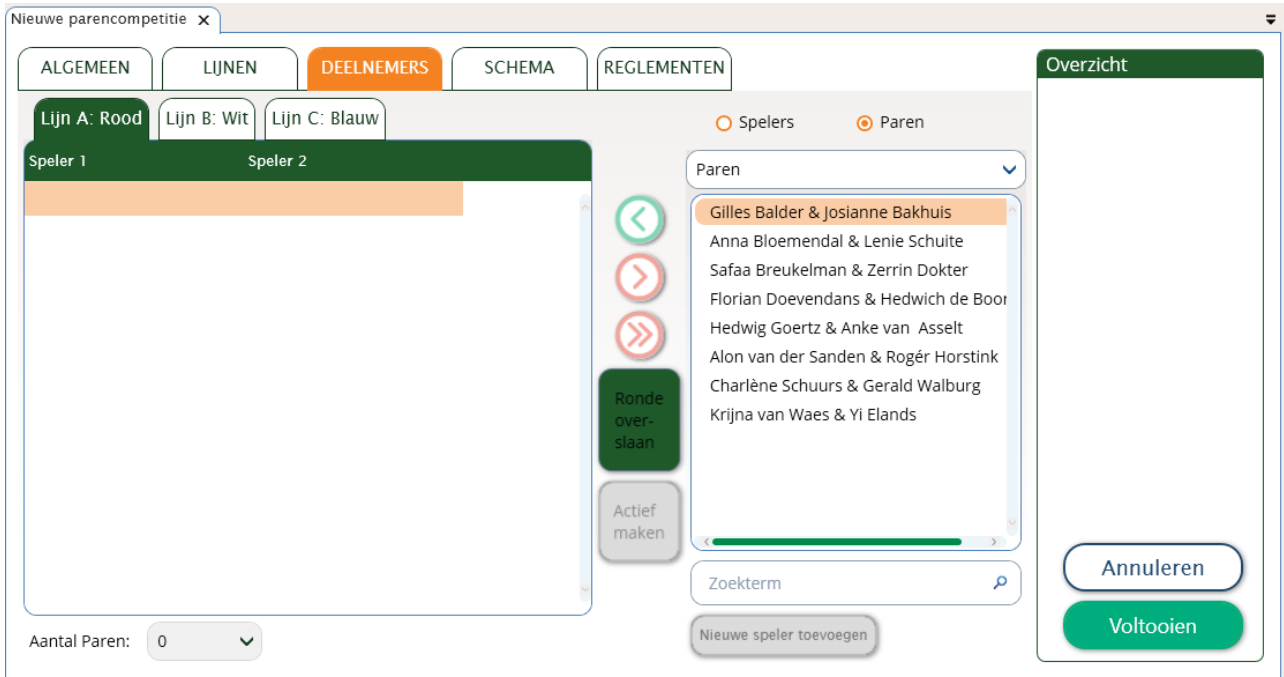 Nieuwe parencompetitie x
ALGEMEEN LIJNEN DEELNEMERS SCHEMA REGLEMENTEN
Overzicht
Lijn A: Rood Lijn B: Wit Lijn C: Blauw
Spelers Paren
Speler 1 Speler 2
Paren
Gilles Balder & Josianne Bakhuis
Anna Bloemendal & Lenie Schuite
Safaa Breukelman & Zerrin Dokter
Florian Doevendans & Hedwich de Boor
Hedwig Goertz & Anke van  Asselt
Alon van der Sanden & Rogér Horstink
Charlène Schuurs & Gerald Walburg
Krijna van Waes & Yi Elands
Ronde
over-
slaan
Actief
maken
Zoekterm
Nieuwe speler toevoegen
Annuleren
Voltooien
Aantal Paren: 0